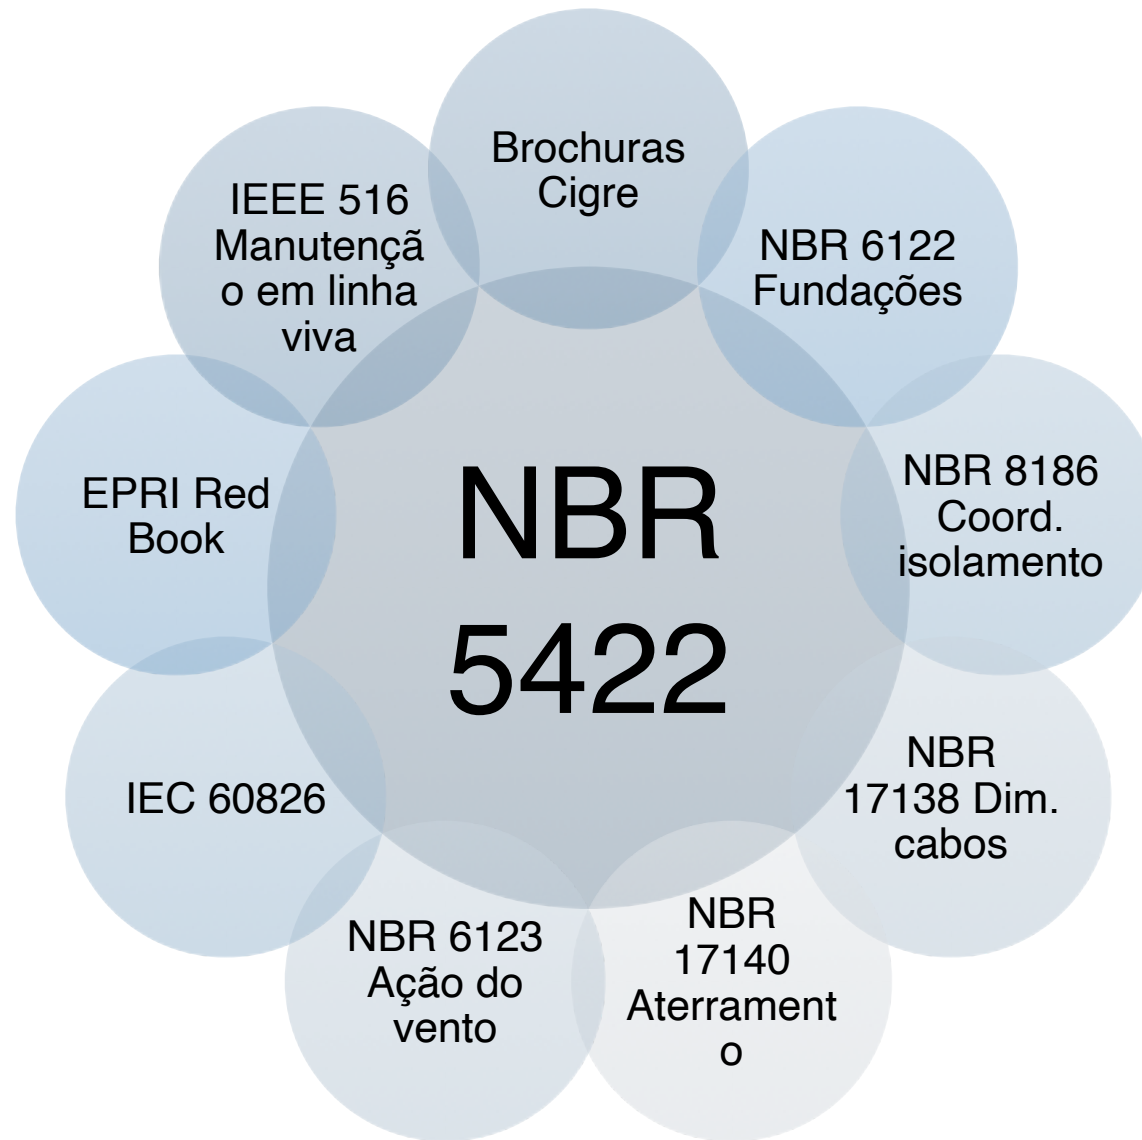 Brochuras
Cigre
NBR 6122
Fundações
NBR 8186
Coord.
isolamento
NBR
17138 Dim.
cabos
NBR
17140
Aterrament
o
NBR 6123
Ação do
vento
IEC 60826
EPRI Red
Book
IEEE 516
Manutençã
o em linha
viva
NBR
5422